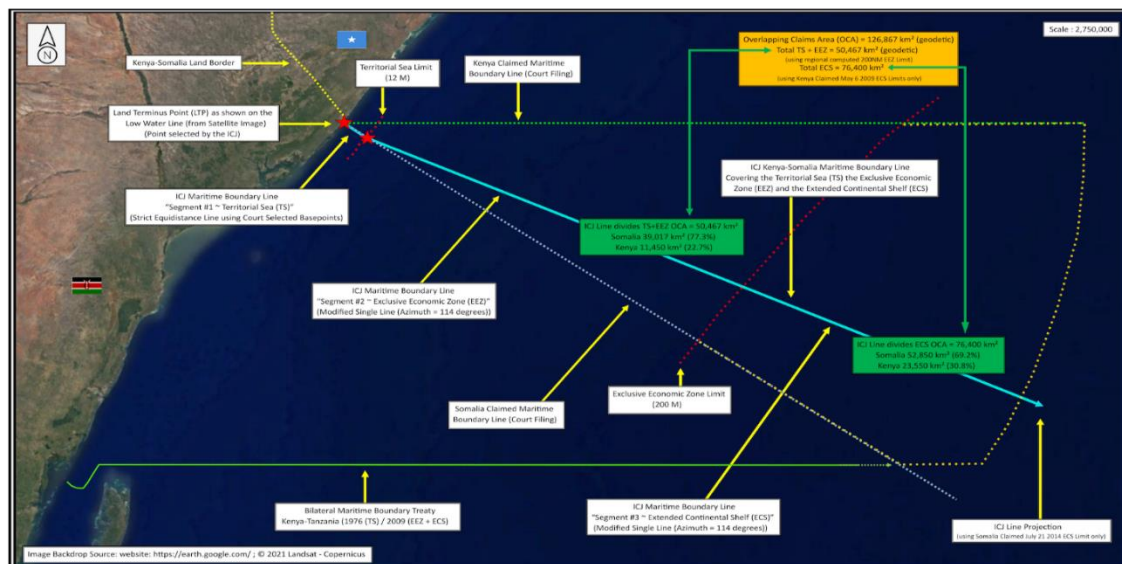 N
Kenya-Somalia Land Border
Land Terminus Point (LTP) as shown on the
Low Water Line (from Satellite Image)
(Point selected by the ICJ)
Territorial Sea Limit
(12 M)
Kenya Claimed Maritime
Boundary Line (Court Filing)
Overlapping Claims Area (OCA) = 126,867 km² (geodetic)
Total TS + EEZ = 50,467 km² (geodetic)
(using regional computed 200NM EEZ Limit)
Total ECS = 76,400 km²
(using Kenya Claimed May 6 2009 ECS Limits only)
Scale : 2,750,000
ICJ Maritime Boundary Line
"Segment #1 ~ Territorial Sea (TS)"
(Strict Equidistance Line using Court Selected Basepoints)
ICJ Kenya-Somalia Maritime Boundary Line
Covering the Territorial Sea (TS) the Exclusive Economic
Zone (EEZ) and the Extended Continental Shelf (ECS)
ICJ Line divides TS+EEZ OCA = 50,467 km²
Somalia 39,017 km² (77.3%)
Kenya 11,450 km² (22.7%)
ICJ Maritime Boundary Line
"Segment #2 ~ Exclusive Economic Zone (EEZ)"
(Modified Single Line (Azimuth = 114 degrees))
ICJ Line divides ECS OCA = 76,400 km²
Somalia 52,850 km² (69.2%)
Kenya 23,550 km² (30.8%)
Somalia Claimed Maritime
Boundary Line (Court Filing)
Exclusive Economic Zone Limit
(200 M)
Bilateral Maritime Boundary Treaty
Kenya-Tanzania (1976 (TS) / 2009 (EEZ + ECS)
ICJ Maritime Boundary Line
"Segment #3 ~ Extended Continental Shelf (ECS)"
(Modified Single Line (Azimuth = 114 degrees))
ICJ Line Projection
(using Somalia Claimed July 21 2014 ECS Limit only)
Image Backdrop Source: website: https://earth.google.com/ ; © 2021 Landsat - Copernicus